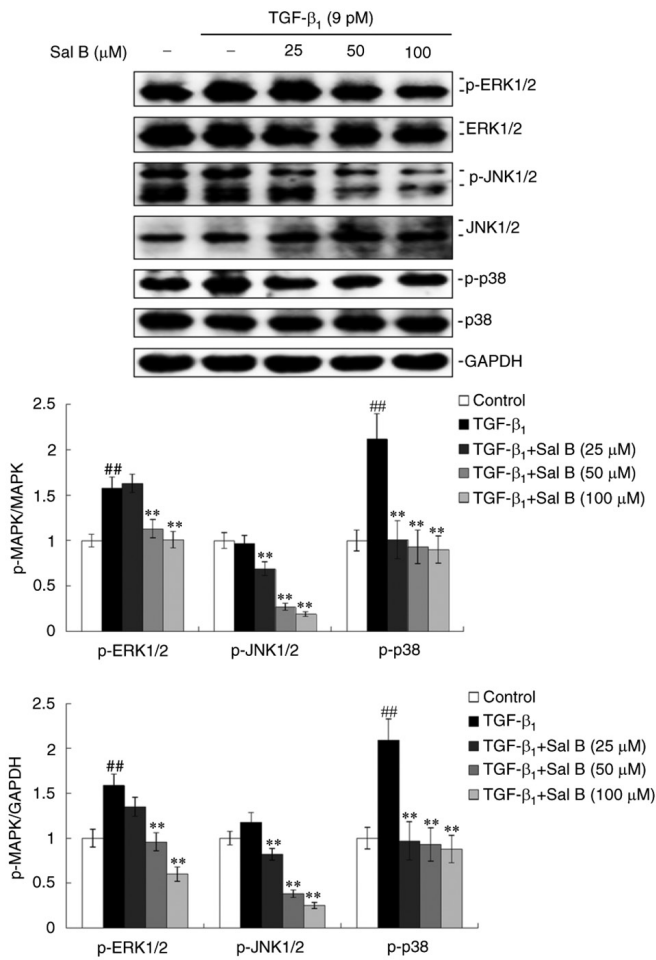 TGF-β1 (9 pM)
Sal B (μM) – – 25 50 100
p-ERK1/2
ERK1/2
p-JNK1/2
JNK1/2
p-p38
p38
GAPDH
2.5
2
1.5
1
0.5
0
p-MAPK/MAPK
##
**
**
**
**
**
##
**
**
**
p-ERK1/2 p-JNK1/2 p-p38
Control
TGF-β1
TGF-β1+Sal B (25 μM)
TGF-β1+Sal B (50 μM)
TGF-β1+Sal B (100 μM)
2.5
2
1.5
1
0.5
0
p-MAPK/GAPDH
##
**
**
**
**
**
##
**
**
**
p-ERK1/2 p-JNK1/2 p-p38
Control
TGF-β1
TGF-β1+Sal B (25 μM)
TGF-β1+Sal B (50 μM)
TGF-β1+Sal B (100 μM)